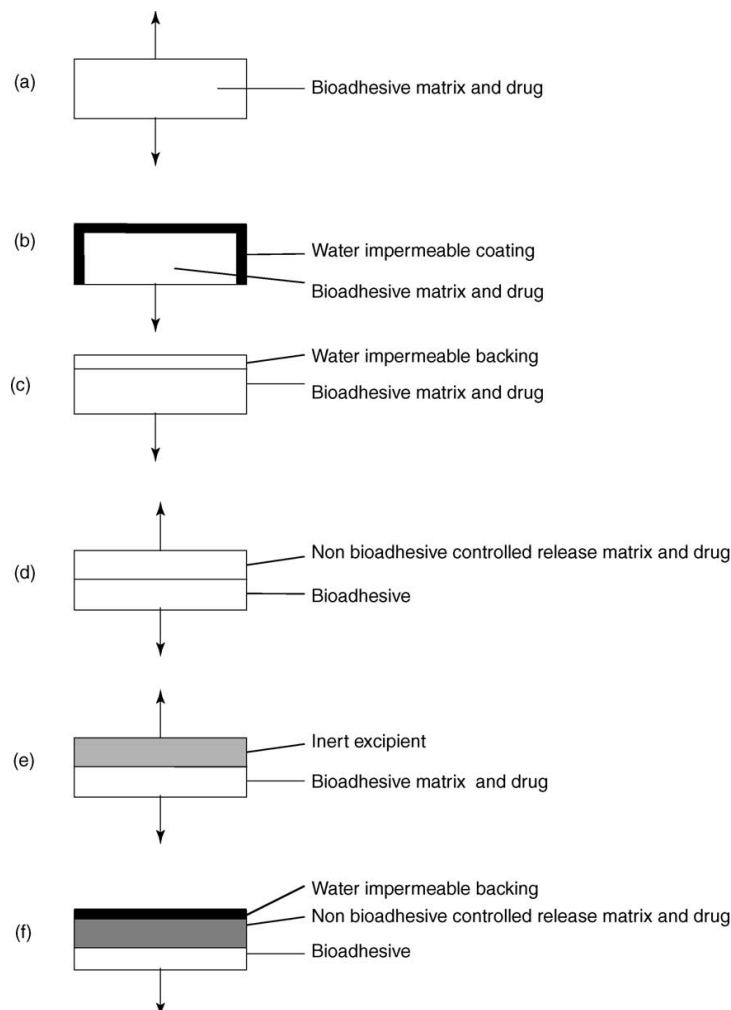 (a)
Bioadhesive matrix and drug
(b)
Water impermeable coating
Bioadhesive matrix and drug
Water impermeable backing
(c)
Bioadhesive matrix and drug
Non bioadhesive controlled release matrix and drug
(d)
Bioadhesive
Inert excipient
(e)
Bioadhesive matrix and drug
Water impermeable backing
Non bioadhesive controlled release matrix and drug
(f)
Bioadhesive